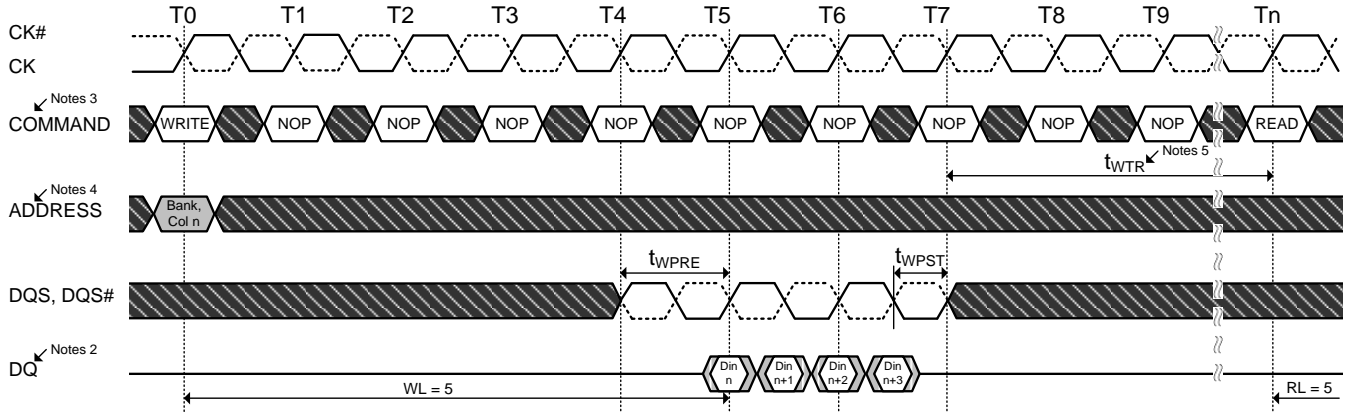 T0 T1 T2 T3 T4 T5 T6 T7 T8 T9 Tn
CK#
CK
Notes 3
COMMAND WRITE NOP NOP NOP NOP NOP NOP NOP NOP NOP READ
tWTR Notes 5
Notes 4
ADDRESS
Bank,
Col n
tWPRE tWPST
DQS, DQS#
Notes 2
DQ
Din
n
Din
n+1
Din
n+2
Din
n+3
WL = 5 RL = 5